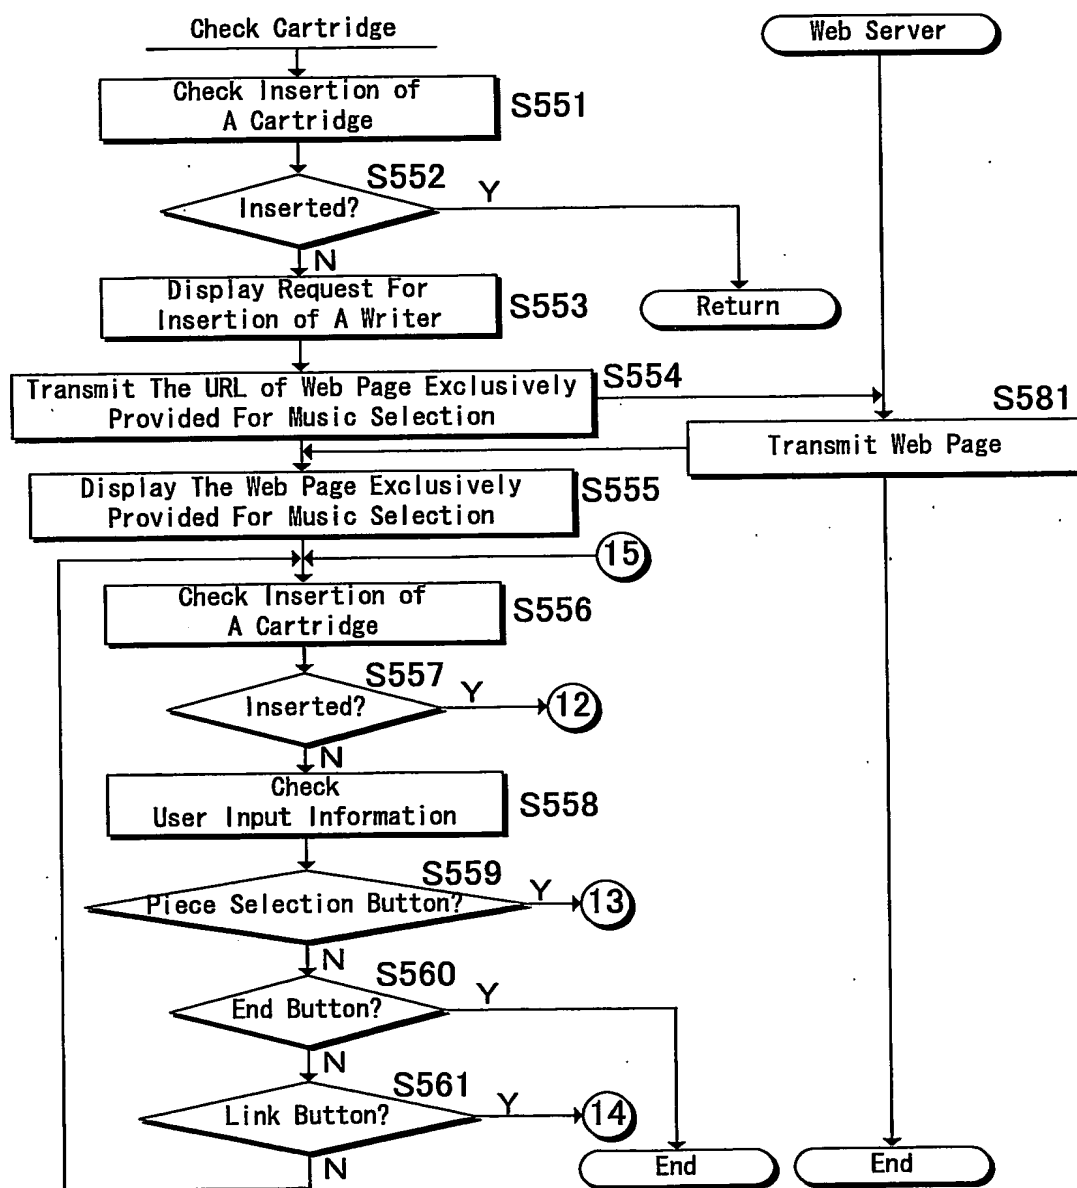 Check Cartridge
Web Server
Check Insertion of
A Cartridge
S551
S552
Inserted?
Y
N
Display Request For
Insertion of A Writer
S553
Return
Transmit The URL of Web Page Exclusively
Provided For Music Selection
S554
S581
Transmit Web Page
Display The Web Page Exclusively
Provided For Music Selection
S555
15
Check Insertion of
A Cartridge
S556
S557
Inserted?
Y
12
N
Check
User Input Information
S558
S559
Piece Selection Button?
Y
13
N
S560
End Button?
Y
N
S561
Link Button?
Y
14
N
End
End